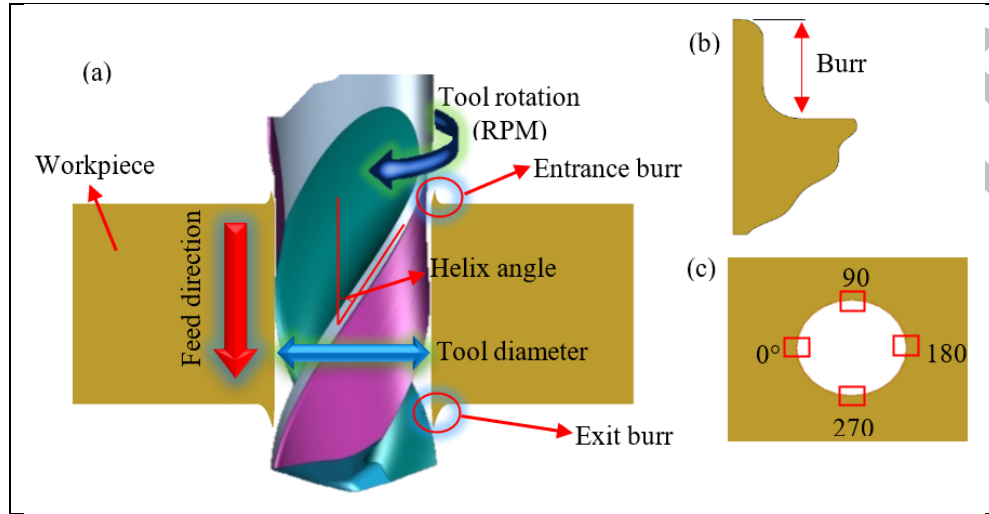 (a)
Tool rotation
(RPM)
Workpiece
Entrance burr
Feed direction
Helix angle
Tool diameter
Exit burr
(b)
Burr
(c)
90
0°
180
270